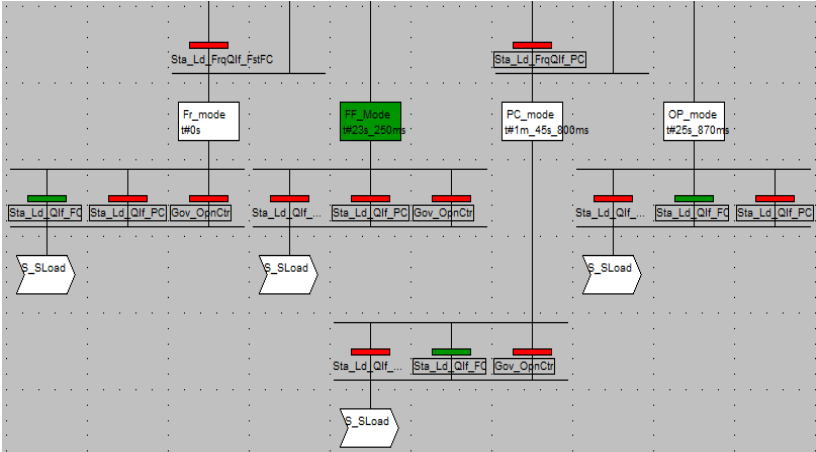 Sta_Ld_FrqQlf_FstFC
Sta_Ld_FrqQlf_PC
Fr_mode
t#0s
FF_Mode
t#23s_250ms
PC_mode
t#1m_45s_800ms
OP_mode
t#25s_870ms
Sta_Ld_Qlf_FC
Sta_Ld_Qlf_PC
Gov_OpnCtr
Sta_Ld_Qlf_...
Sta_Ld_Qlf_PC
Gov_OpnCtr
Sta_Ld_Qlf_...
Sta_Ld_Qlf_FC
Sta_Ld_Qlf_PC
S_SLoad
S_SLoad
S_SLoad
Sta_Ld_Qlf_...
Sta_Ld_Qlf_FC
Gov_OpnCtr
S_SLoad